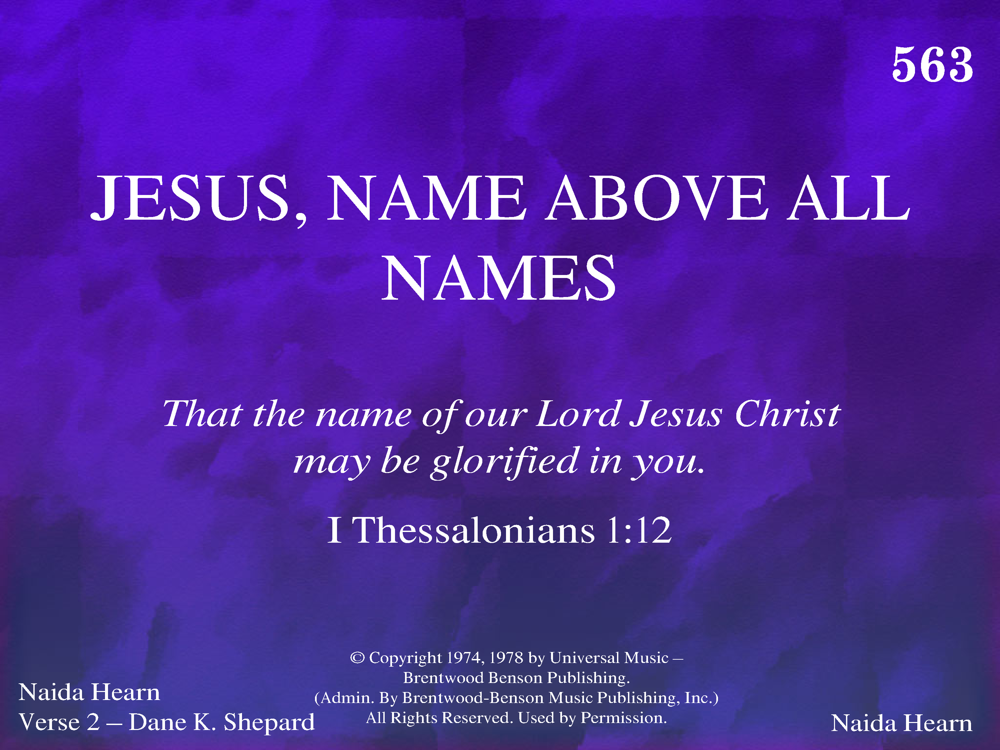 563
JESUS, NAME ABOVE ALL
NAMES
That the name of our Lord Jesus Christ
may be glorified in you.
I Thessalonians 1:12
Naida Hearn
Verse 2 – Dane K. Shepard
© Copyright 1974, 1978 by Universal Music –
Brentwood Benson Publishing.
(Admin. By Brentwood-Benson Music Publishing, Inc.)
All Rights Reserved. Used by Permission.
Naida Hearn